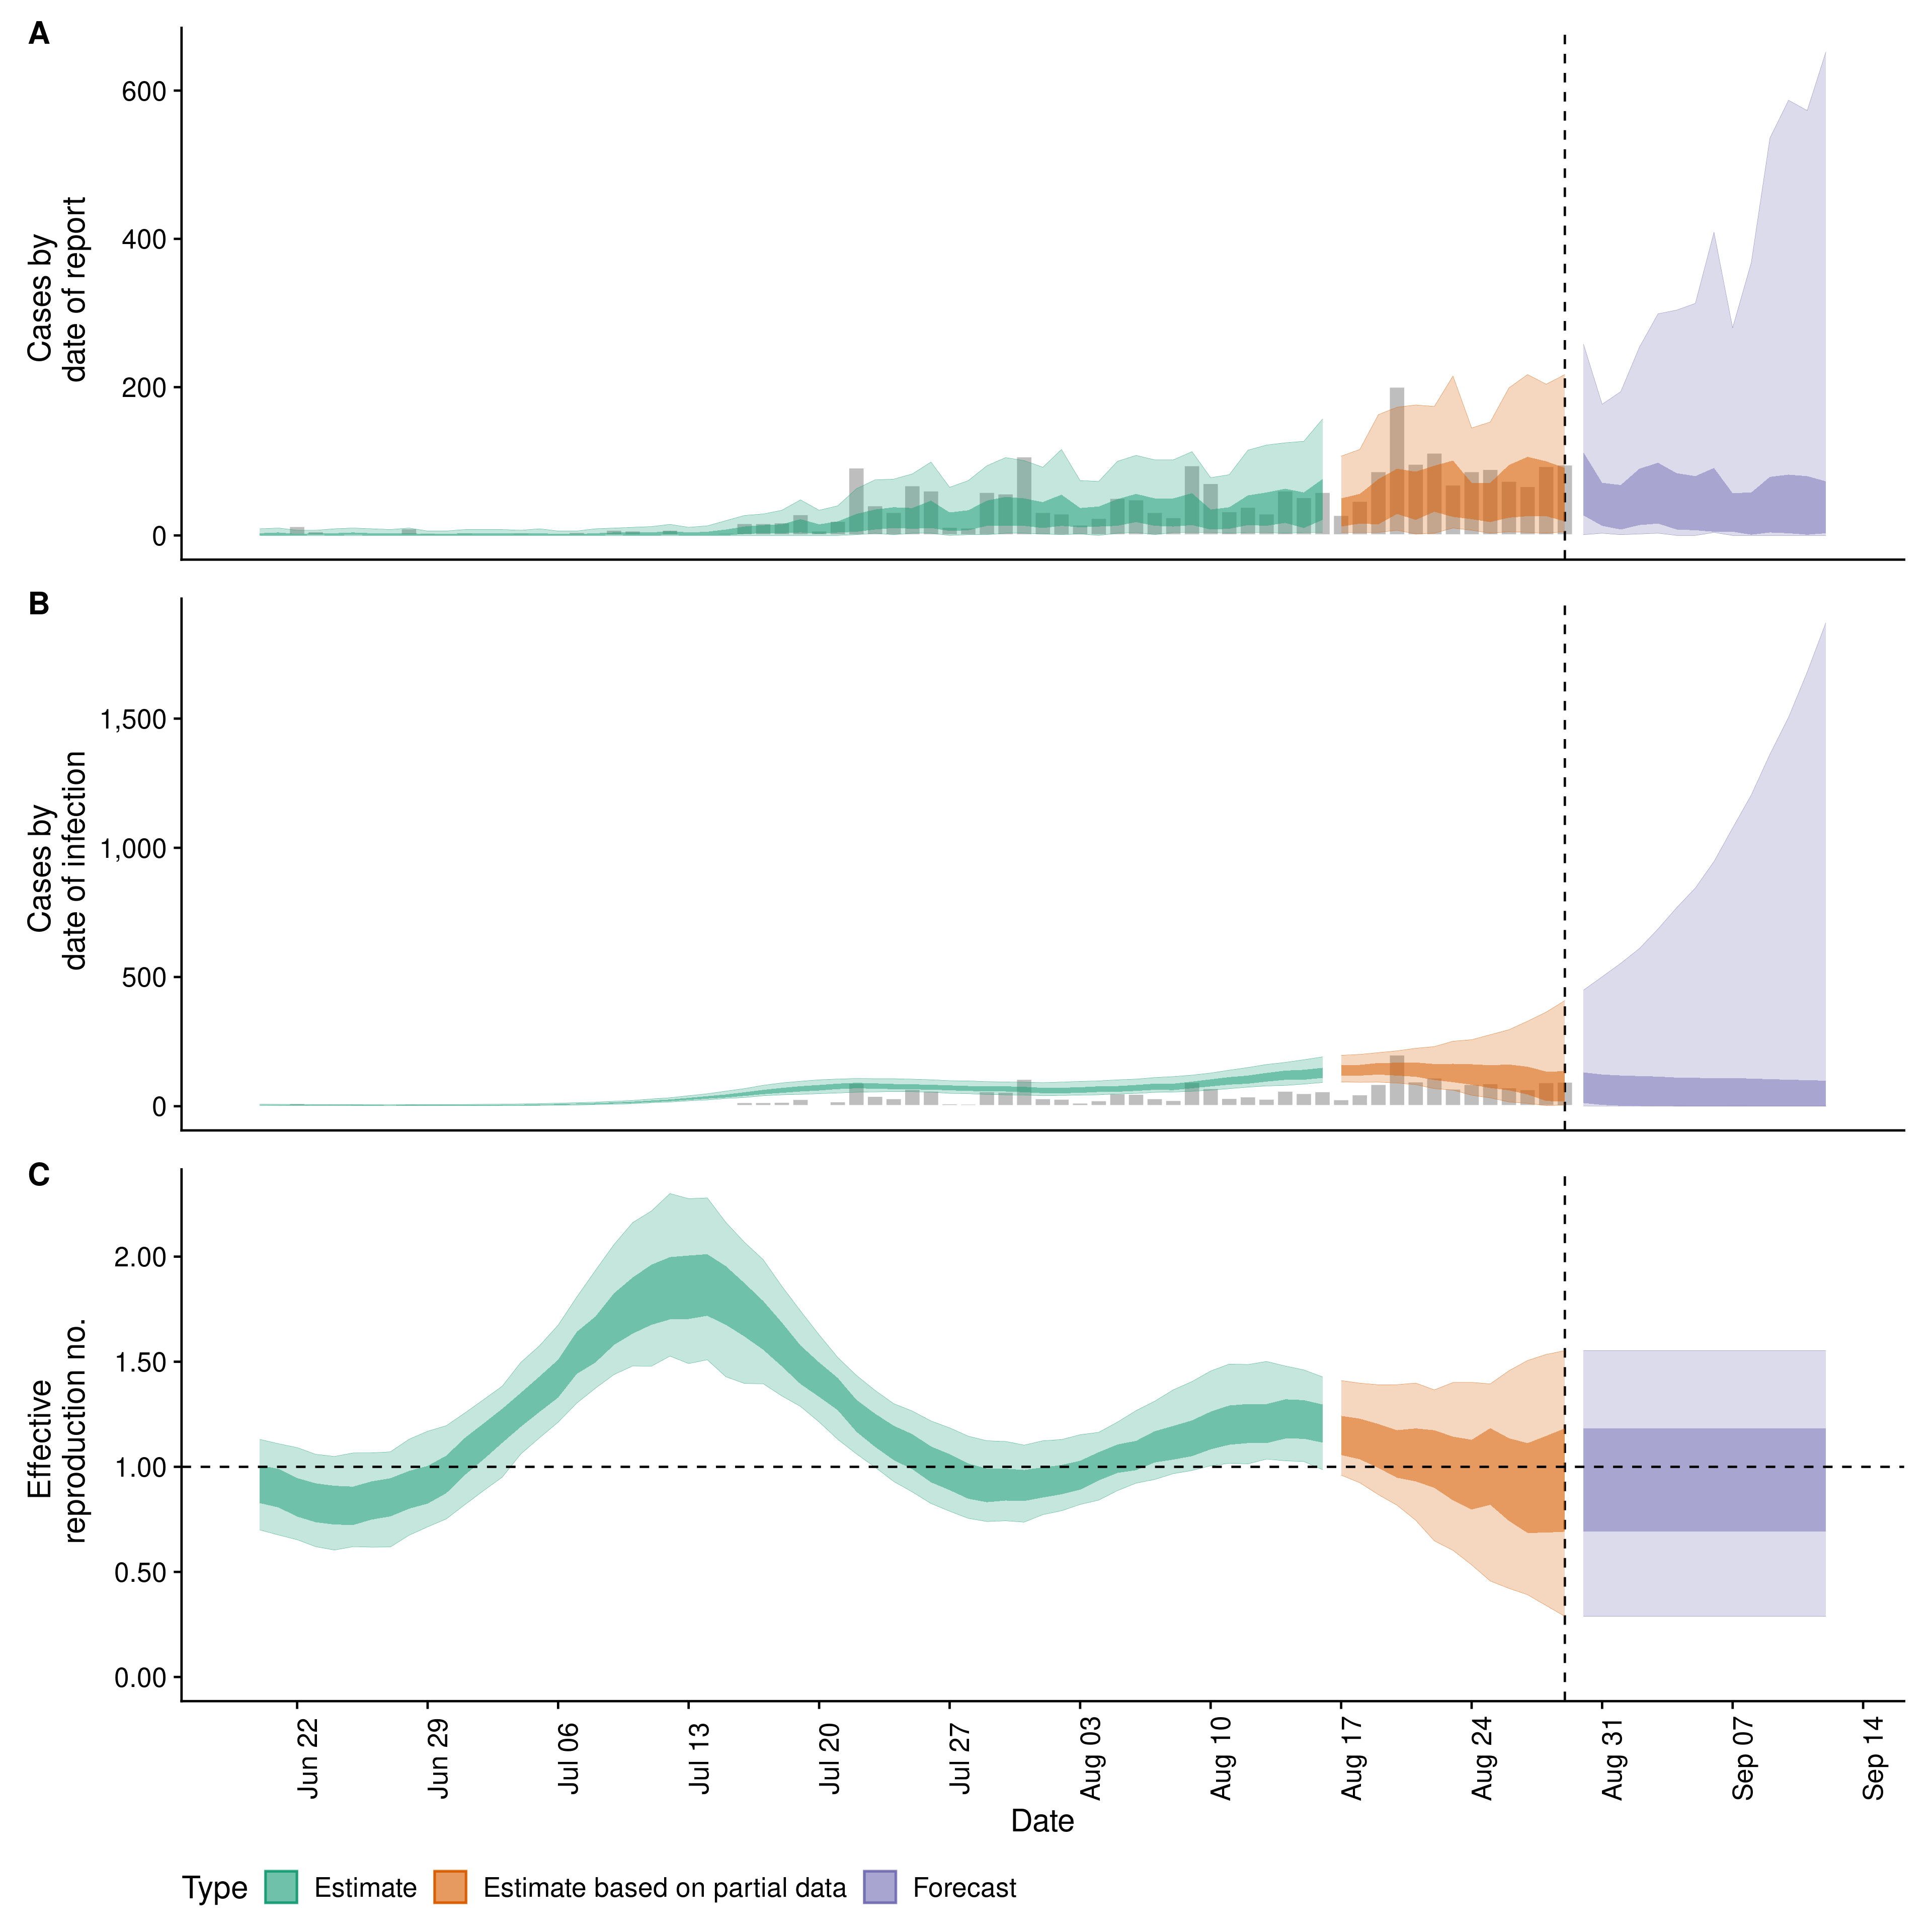 A
600
400
200
0
Cases by
date of report
B
1,500
1,000
500
0
Cases by
date of infection
C
2.00
1.50
1.00
0.50
0.00
Effective
reproduction no.
Jun 22
Jun 29
Jul 06
Jul 13
Jul 20
Jul 27
Aug 03
Aug 10
Aug 17
Aug 24
Aug 31
Sep 07
Sep 14
Date
Type Estimate Estimate based on partial data Forecast